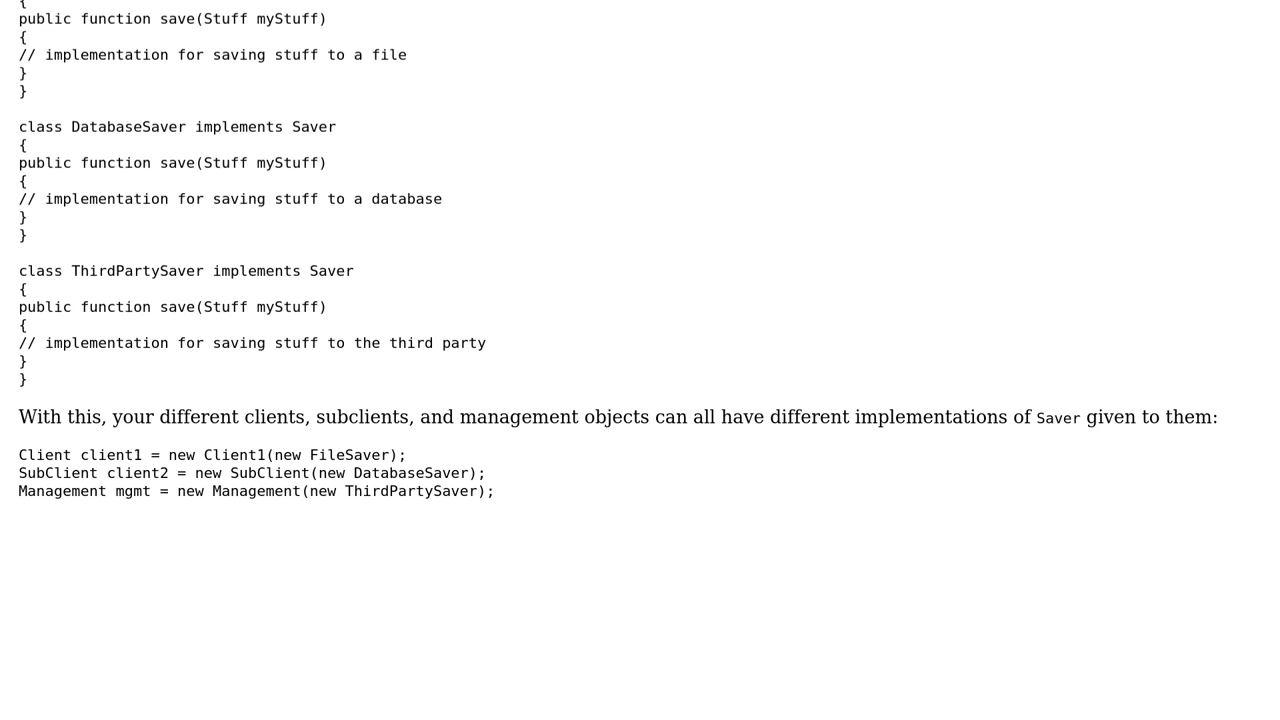 {
public function save(Stuff myStuff)
{
// implementation for saving stuff to a file
}
}
class DatabaseSaver implements Saver
{
public function save(Stuff myStuff)
{
// implementation for saving stuff to a database
}
}
class ThirdPartySaver implements Saver
{
public function save(Stuff myStuff)
{
// implementation for saving stuff to the third party
}
}
With this, your different clients, subclients, and management objects can all have different implementations of Saver given to them:
Client client1 = new Client1(new FileSaver);
SubClient client2 = new SubClient(new DatabaseSaver);
Management mgmt = new Management(new ThirdPartySaver);